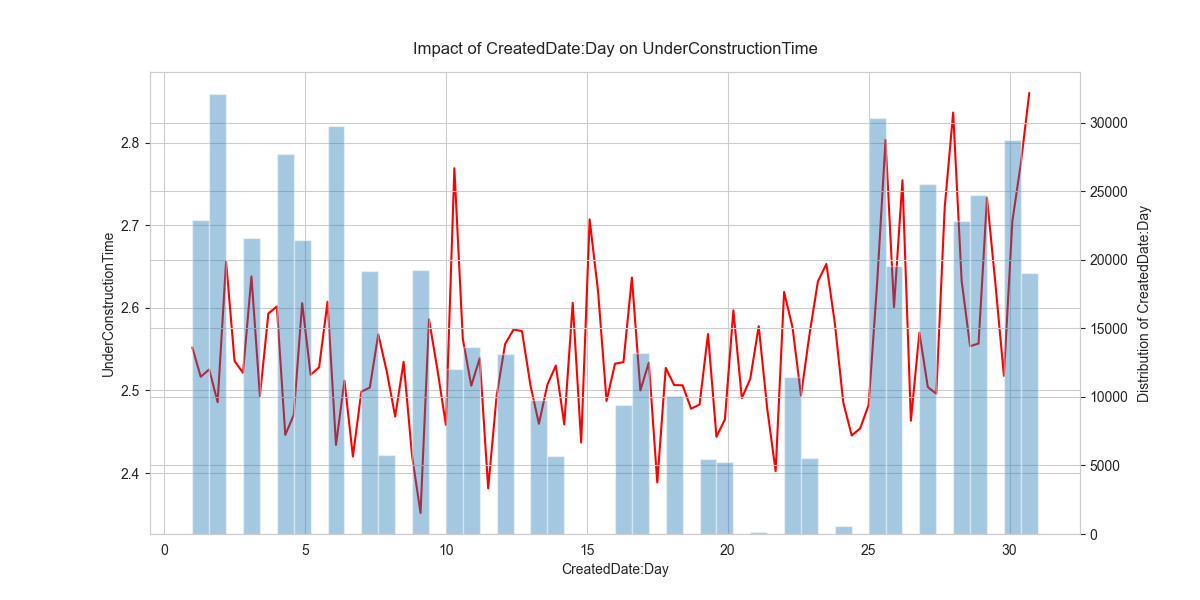 Impact of CreatedDate:Day on UnderConstructionTime
UnderConstructionTime
2.8
2.7
2.6
2.5
2.4
30000
25000
20000
15000
10000
5000
0
Distribution of CreatedDate:Day
0 5 10 15 20 25 30
CreatedDate:Day